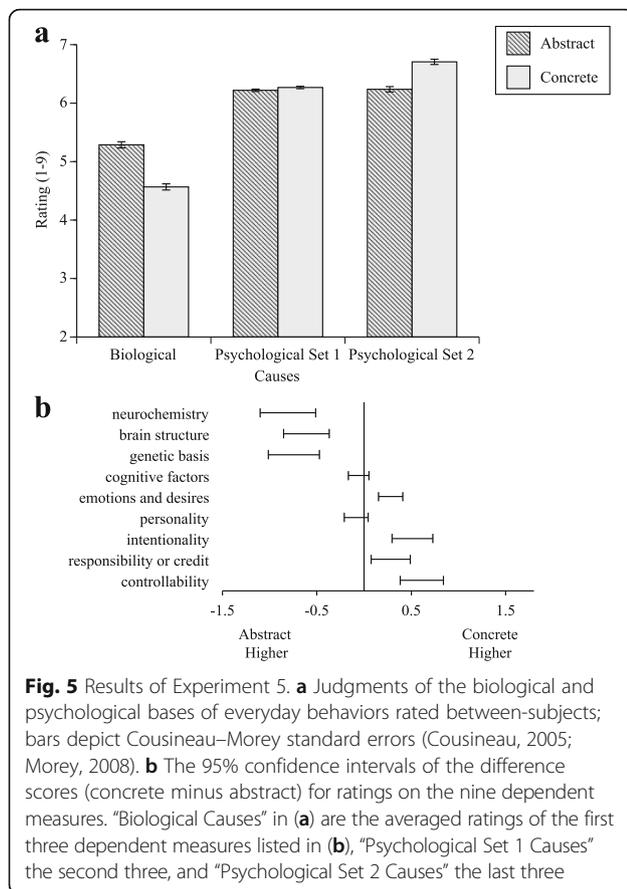 a
7
6
5
4
3
2
Rating (1-9)
Abstract
Concrete
Biological
Psychological Set 1
Psychological Set 2
Causes
b
neurochemistry
brain structure
genetic basis
cognitive factors
emotions and desires
personality
intentionality
responsibility or credit
controllability
-1.5 -0.5 0.5 1.5
Abstract Concrete
Higher Higher
Fig. 5 Results of Experiment 5. a Judgments of the biological and
psychological bases of everyday behaviors rated between-subjects;
bars depict Cousineau–Morey standard errors (Cousineau, 2005;
Morey, 2008). b The 95% confidence intervals of the difference
scores (concrete minus abstract) for ratings on the nine dependent
measures. “Biological Causes” in (a) are the averaged ratings of the first
three dependent measures listed in (b), “Psychological Set 1 Causes”
the second three, and “Psychological Set 2 Causes” the last three